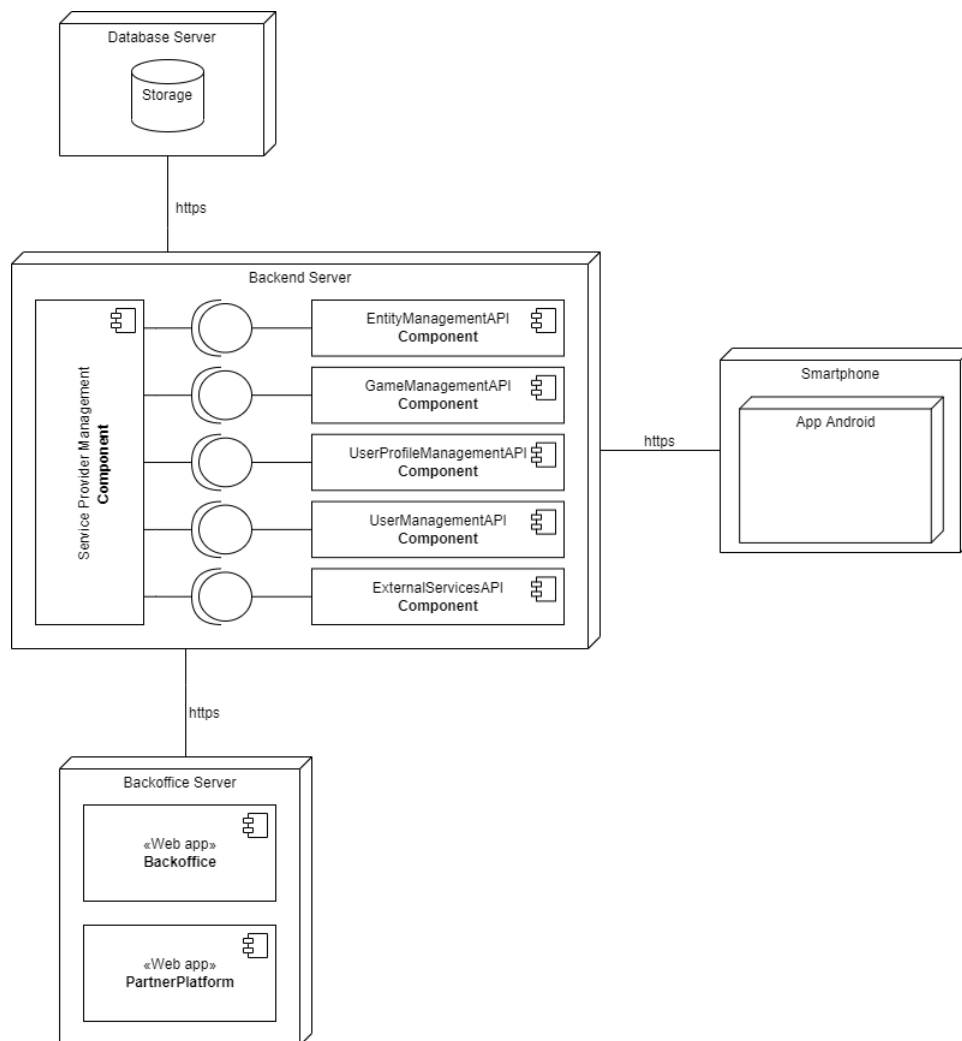 Database Server
Storage
https
Backend Server
Service Provider Management
Component
EntityManagementAPI
Component
GameManagementAPI
Component
UserProfileManagementAPI
Component
UserManagementAPI
Component
ExternalServicesAPI
Component
https
Smartphone
App Android
https
Backoffice Server
«Web app»
Backoffice
«Web app»
PartnerPlatform